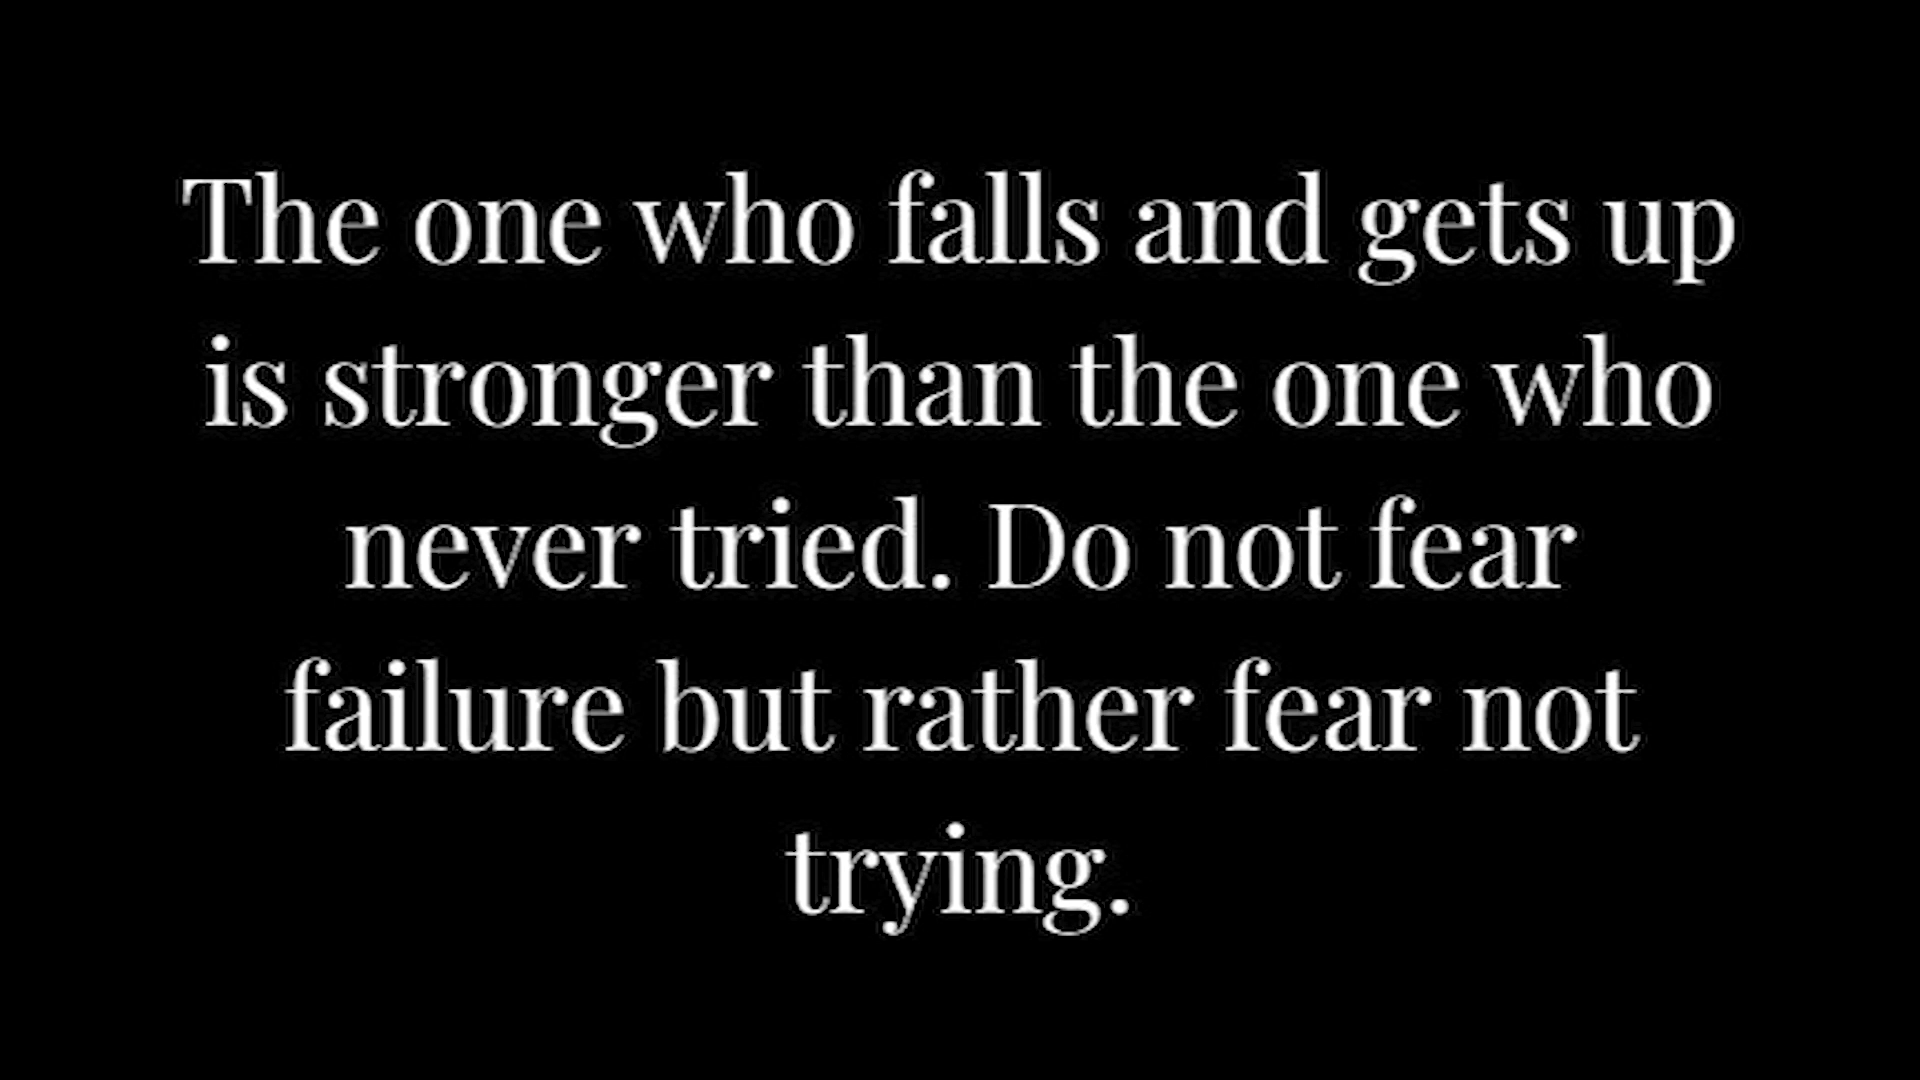 The one who falls and gets up
is stronger than the one who
never tried. Do not fear
failure but rather fear not
trying.